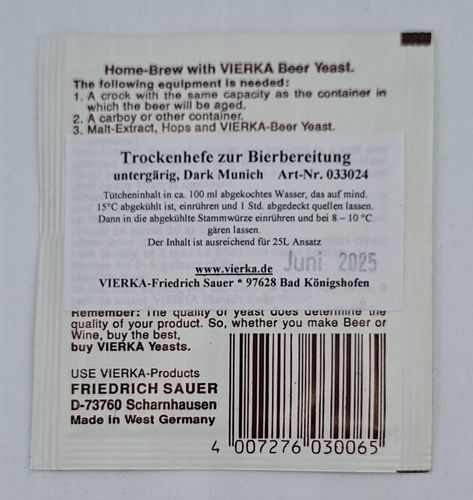 Home-Brew with VIERKA Beer Yeast.
The following equipment is needed:
1. A crock with the same capacity as the container in
which the beer will be aged.
2. A carboy or other container.
3. Malt-Extract, Hops and VIERKA-Beer Yeast.
Trockenhefe zur Bierbereitung
untergärig, Dark Munich Art-Nr. 033024
Tütcheninhalt in ca. 100 ml abgekochtes Wasser, das auf mind.
15°C abgekühlt ist, einrühren und 1 Std. abgedeckt quellen lassen.
Dann in die abgekühlte Stammwürze einrühren und bei 8 – 10 °C
gären lassen.
Der Inhalt ist ausreichend für 25L Ansatz
www.vierka.de Juni 2025
VIERKA-Friedrich Sauer * 97628 Bad Königshofen
Remember: The quality of yeast does determine the
quality of your product. So, whether you make Beer or
Wine, buy the best,
buy VIERKA Yeasts.
USE VIERKA-Products
FRIEDRICH SAUER
D-73760 Scharnhausen
Made in West Germany
4 007276 030065